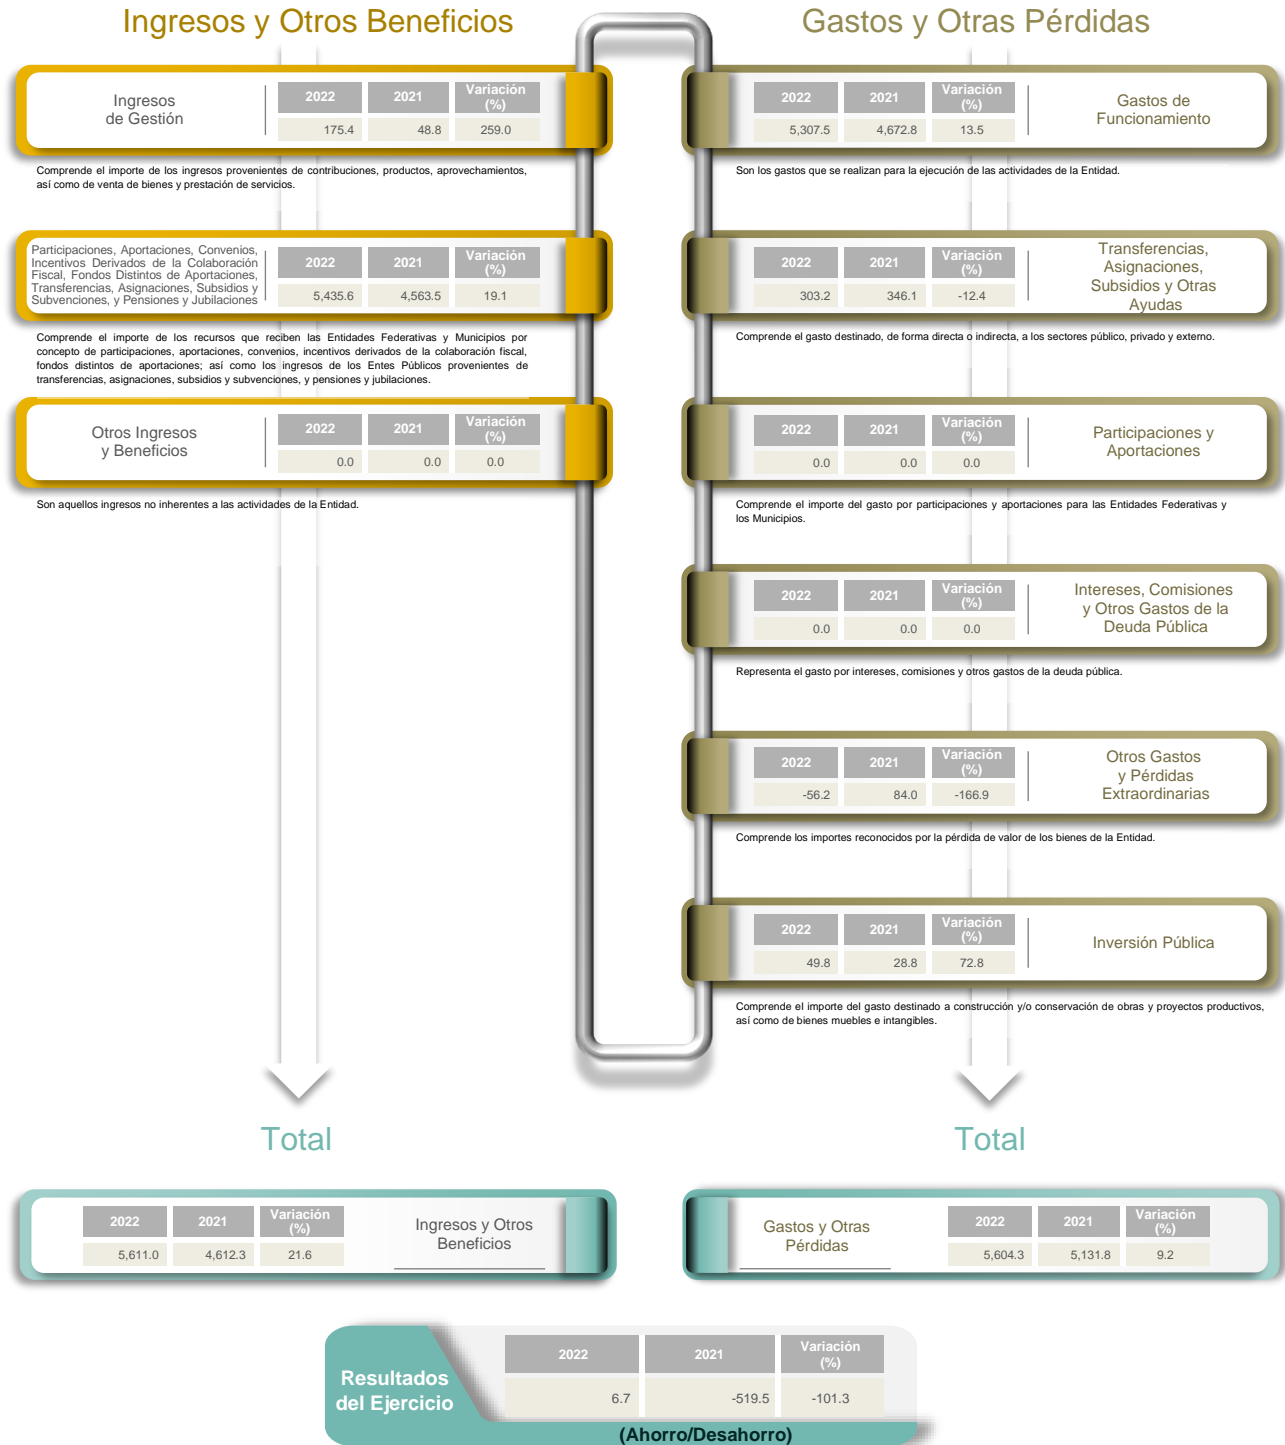 Ingresos y Otros Beneficios
Ingresos
de Gestión
2022 2021 Variación
(%)
175.4 48.8 259.0
Comprende el importe de los ingresos provenientes de contribuciones, productos, aprovechamientos,
así como de venta de bienes y prestación de servicios.
Participaciones, Aportaciones, Convenios,
Incentivos Derivados de la Colaboración
Fiscal, Fondos Distintos de Aportaciones,
Transferencias, Asignaciones, Subsidios y
Subvenciones, y Pensiones y Jubilaciones
2022 2021 Variación
(%)
5,435.6 4,563.5 19.1
Comprende el importe de los recursos que reciben las Entidades Federativas y Municipios por
concepto de participaciones, aportaciones, convenios, incentivos derivados de la colaboración fiscal,
fondos distintos de aportaciones; así como los ingresos de los Entes Públicos provenientes de
transferencias, asignaciones, subsidios y subvenciones, y pensiones y jubilaciones.
Otros Ingresos
y Beneficios
2022 2021 Variación
(%)
0.0 0.0 0.0
Son aquellos ingresos no inherentes a las actividades de la Entidad.
Gastos y Otras Pérdidas
2022 2021 Variación
(%)
5,307.5 4,672.8 13.5
Gastos de
Funcionamiento
Son los gastos que se realizan para la ejecución de las actividades de la Entidad.
2022 2021 Variación
(%)
303.2 346.1 -12.4
Transferencias,
Asignaciones,
Subsidios y Otras
Ayudas
Comprende el gasto destinado, de forma directa o indirecta, a los sectores público, privado y externo.
2022 2021 Variación
(%)
0.0 0.0 0.0
Participaciones y
Aportaciones
Comprende el importe del gasto por participaciones y aportaciones para las Entidades Federativas y
los Municipios.
2022 2021 Variación
(%)
0.0 0.0 0.0
Intereses, Comisiones
y Otros Gastos de la
Deuda Pública
Representa el gasto por intereses, comisiones y otros gastos de la deuda pública.
2022 2021 Variación
(%)
-56.2 84.0 -166.9
Otros Gastos
y Pérdidas
Extraordinarias
Comprende los importes reconocidos por la pérdida de valor de los bienes de la Entidad.
2022 2021 Variación
(%)
49.8 28.8 72.8
Inversión Pública
Comprende el importe del gasto destinado a construcción y/o conservación de obras y proyectos productivos,
así como de bienes muebles e intangibles.
Total
2022 2021 Variación
(%)
5,611.0 4,612.3 21.6
Ingresos y Otros
Beneficios
Total
Gastos y Otras
Pérdidas
2022 2021 Variación
(%)
5,604.3 5,131.8 9.2
Resultados
del Ejercicio
2022 2021 Variación
(%)
6.7 -519.5 -101.3
(Ahorro/Desahorro)